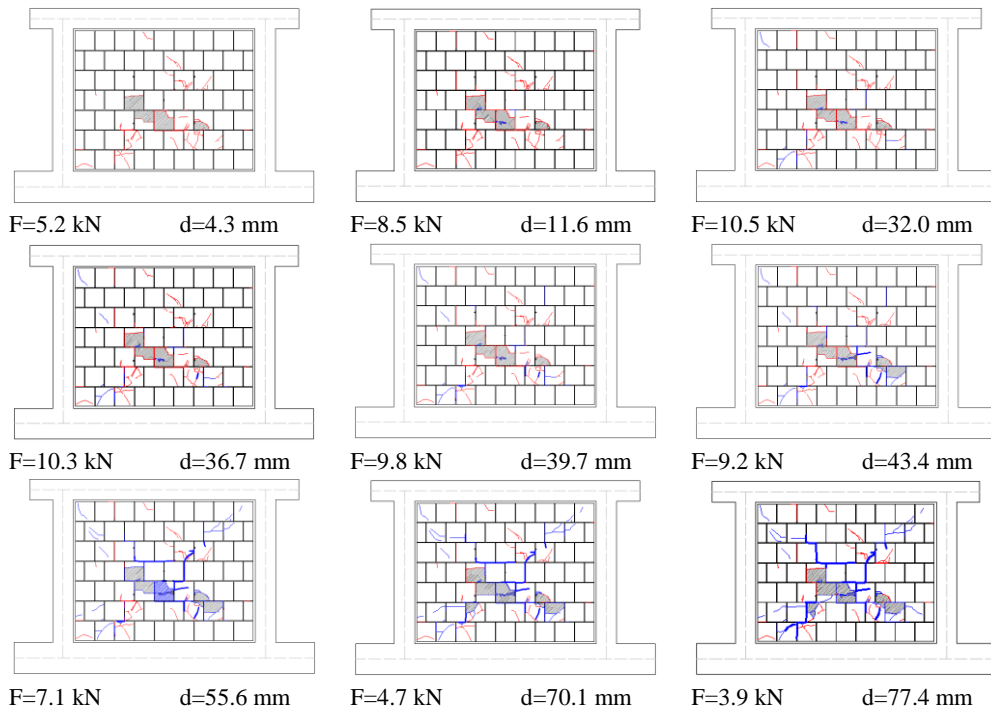 F=5.2 kN d=4.3 mm
F=8.5 kN d=11.6 mm
F=10.5 kN d=32.0 mm
F=10.3 kN d=36.7 mm
F=9.8 kN d=39.7 mm
F=9.2 kN d=43.4 mm
F=7.1 kN d=55.6 mm
F=4.7 kN d=70.1 mm
F=3.9 kN d=77.4 mm